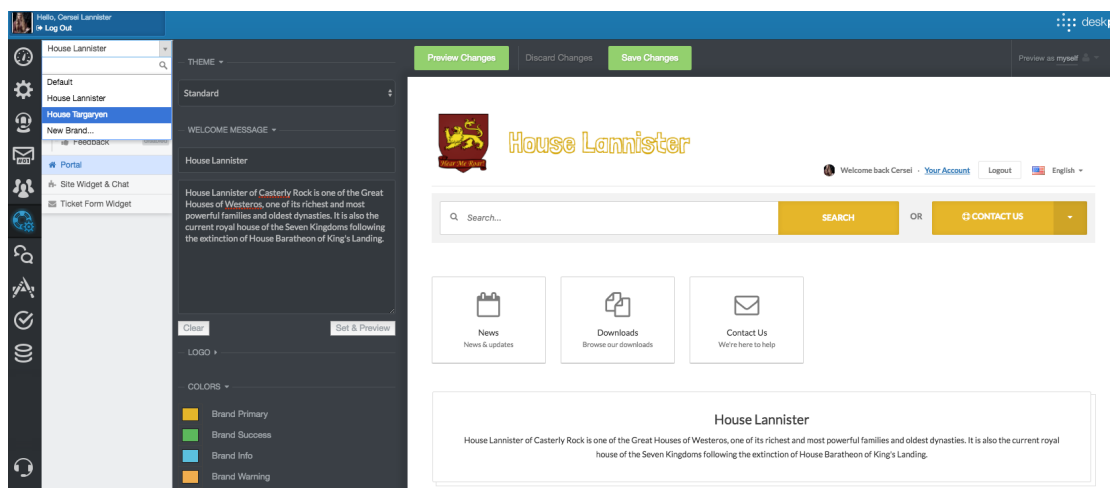 Hello, Cersei Lannister
Log Out
desk
House Lannister
Default
House Lannister
House Targaryen
New Brand...
Feedback
Portal
Site Widget & Chat
Ticket Form Widget
THEME
Standard
WELCOME MESSAGE
House Lannister
House Lannister of Casterly Rock is one of the Great
Houses of Westeros, one of its richest and most
powerful families and oldest dynasties. It is also the
current royal house of the Seven Kingdoms following
the extinction of House Baratheon of King's Landing.
Clear
Set & Preview
LOGO
COLORS
Brand Primary
Brand Success
Brand Info
Brand Warning
Preview Changes
Discard Changes
Save Changes
Preview as myself
Hear Me Roar!
House Lannister
Welcome back Cersei · Your Account
Logout
English
Search...
SEARCH
OR
CONTACT US
News
News & updates
Downloads
Browse our downloads
Contact Us
We're here to help
House Lannister
House Lannister of Casterly Rock is one of the Great Houses of Westeros, one of its richest and most powerful families and oldest dynasties. It is also the current royal
house of the Seven Kingdoms following the extinction of House Baratheon of King's Landing.